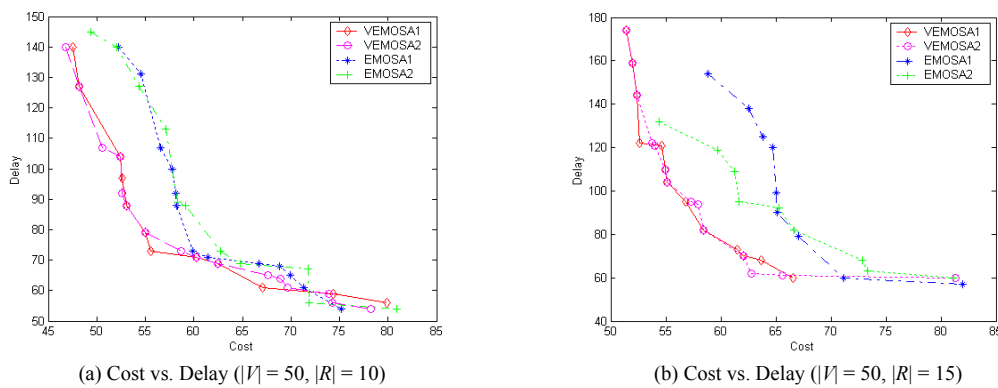 150
140
130
120
110
100
90
80
70
60
50
Delay
45 50 55 60 65 70 75 80 85
Cost
VEMOSA1
VEMOSA2
EMOSA1
EMOSA2
(a) Cost vs. Delay (|V| = 50, |R| = 10)
180
160
140
120
100
80
60
40
Delay
50 55 60 65 70 75 80 85
Cost
VEMOSA1
VEMOSA2
EMOSA1
EMOSA2
(b) Cost vs. Delay (|V| = 50, |R| = 15)